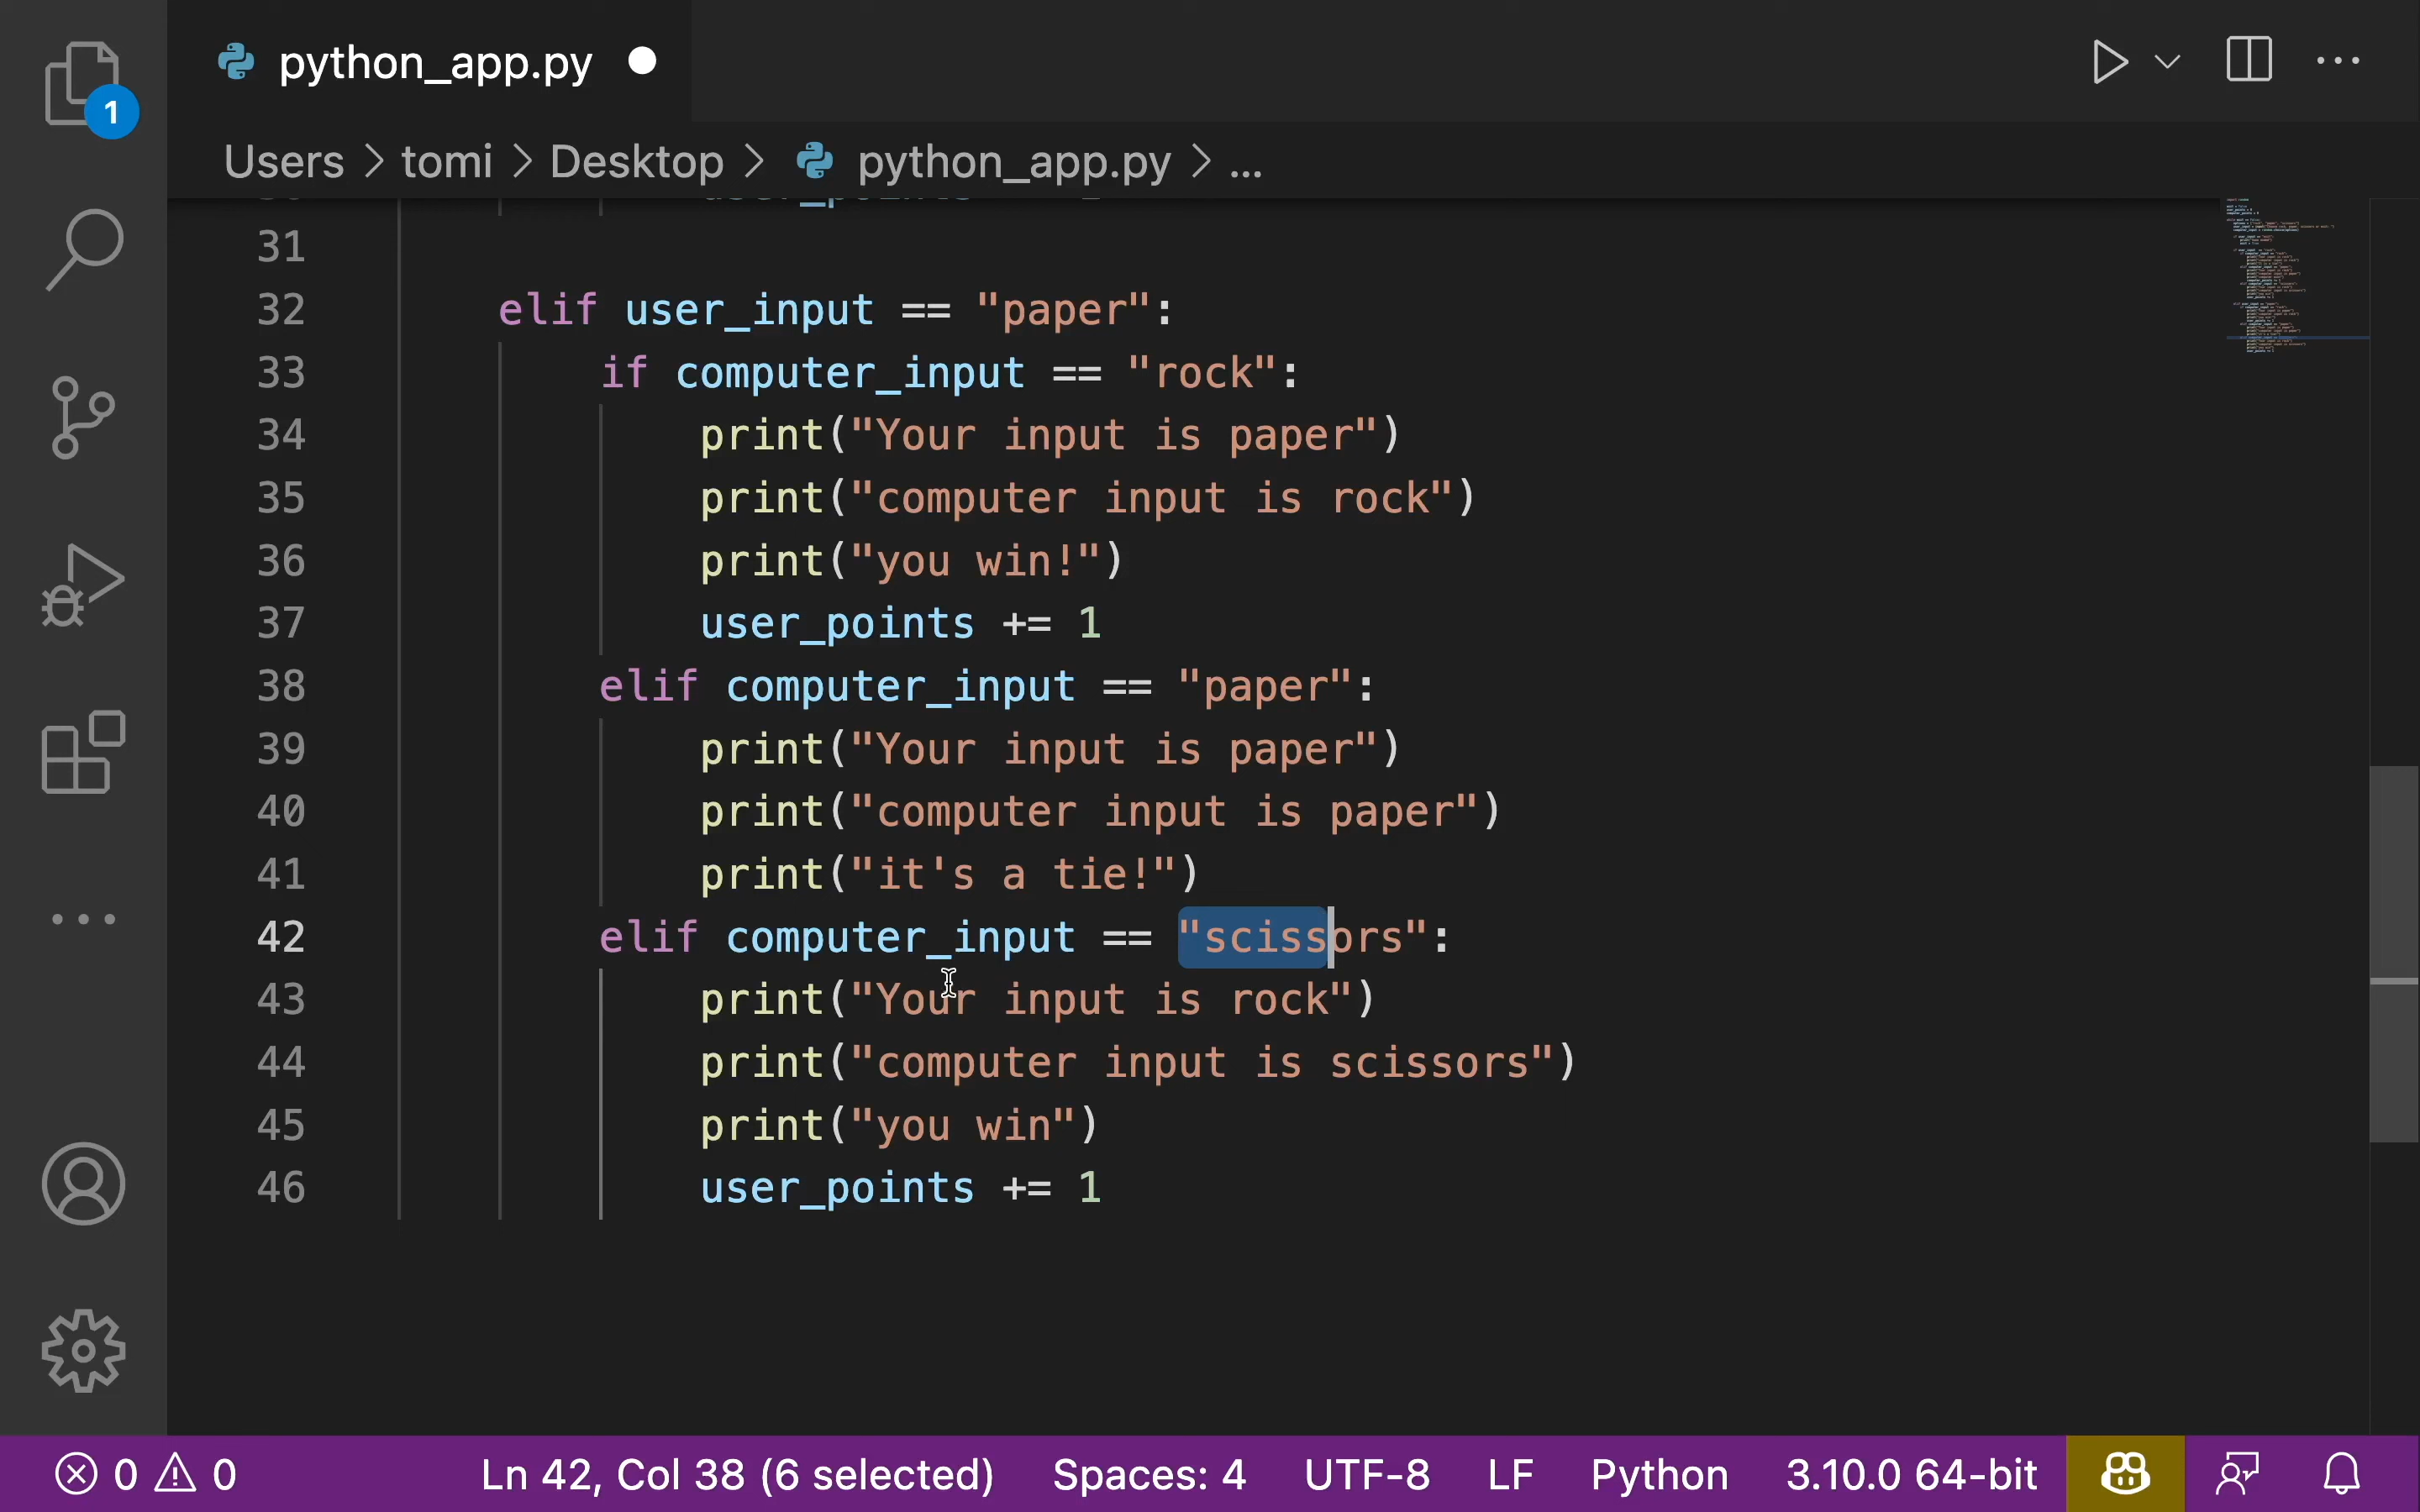 python_app.py
1
Users > tomi > Desktop > python_app.py > ...
31
32 elif user_input == "paper":
33 if computer_input == "rock":
34 print("Your input is paper")
35 print("computer input is rock")
36 print("you win!")
37 user_points += 1
38 elif computer_input == "paper":
39 print("Your input is paper")
40 print("computer input is paper")
41 print("it's a tie!")
42 elif computer_input == "scissors":
43 print("Your input is rock")
44 print("computer input is scissors")
45 print("you win")
46 user_points += 1
0 0 Ln 42, Col 38 (6 selected) Spaces: 4 UTF-8 LF Python 3.10.0 64-bit